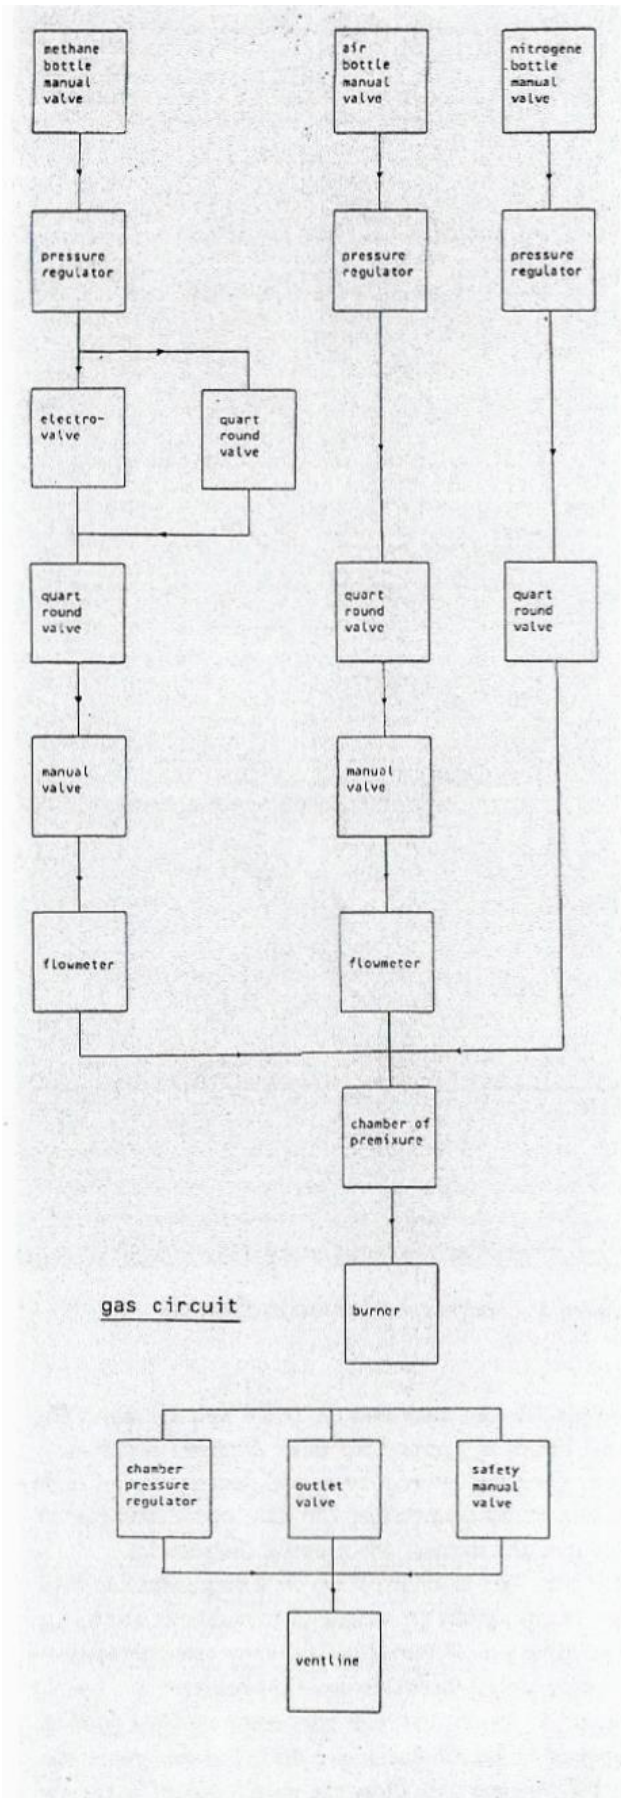 methane
bottle
manual
valve
air
bottle
manual
valve
nitrogene
bottle
manual
valve
pressure
regulator
pressure
regulator
pressure
regulator
electro-
valve
quart
round
valve
quart
round
valve
quart
round
valve
quart
round
valve
manual
valve
manual
valve
flowmeter
flowmeter
chamber of
premixure
gas circuit
burner
chamber
pressure
regulator
outlet
valve
safety
manual
valve
ventline